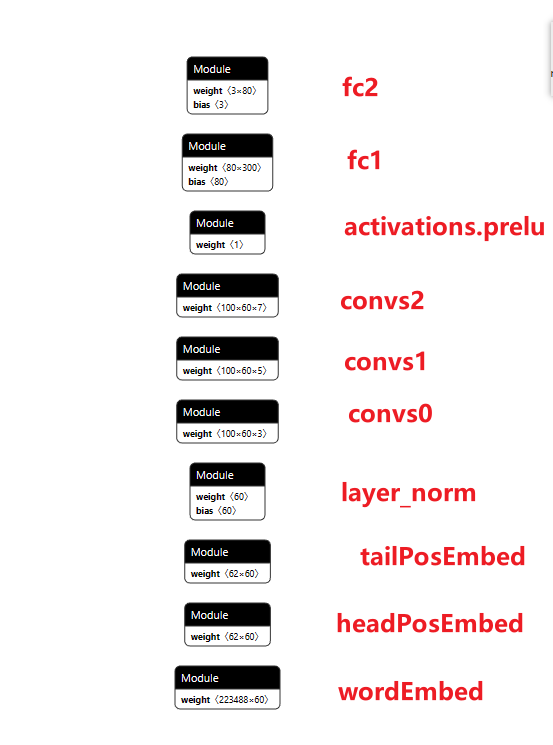 Module
weight 〈3×80〉
bias 〈3〉
fc2
Module
weight 〈80×300〉
bias 〈80〉
fc1
Module
weight 〈1〉
activations.prelu
Module
weight 〈100×60×7〉
convs2
Module
weight 〈100×60×5〉
convs1
Module
weight 〈100×60×3〉
convs0
Module
weight 〈60〉
bias 〈60〉
layer_norm
Module
weight 〈62×60〉
tailPosEmbed
Module
weight 〈62×60〉
headPosEmbed
Module
weight 〈223488×60〉
wordEmbed